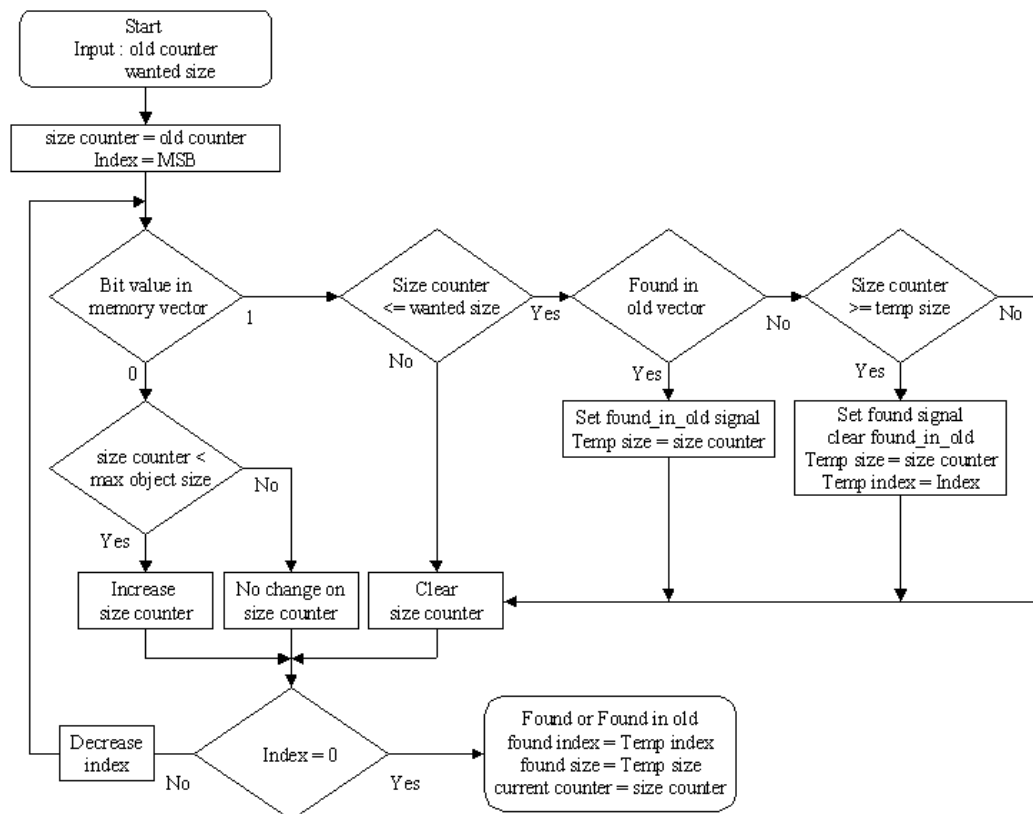 Start
Input : old counter
wanted size
size counter = old counter
Index = MSB
Bit value in
memory vector
1
0
Size counter
<= wanted size
Yes
No
Found in
old vector
No
Yes
Size counter
>= temp size
No
Yes
Set found_in_old signal
Temp size = size counter
Set found signal
clear found_in_old
Temp size = size counter
Temp index = Index
size counter <
max object size
No
Yes
Increase
size counter
No change on
size counter
Clear
size counter
Decrease
index
No
Index = 0
Yes
Found or Found in old
found index = Temp index
found size = Temp size
current counter = size counter